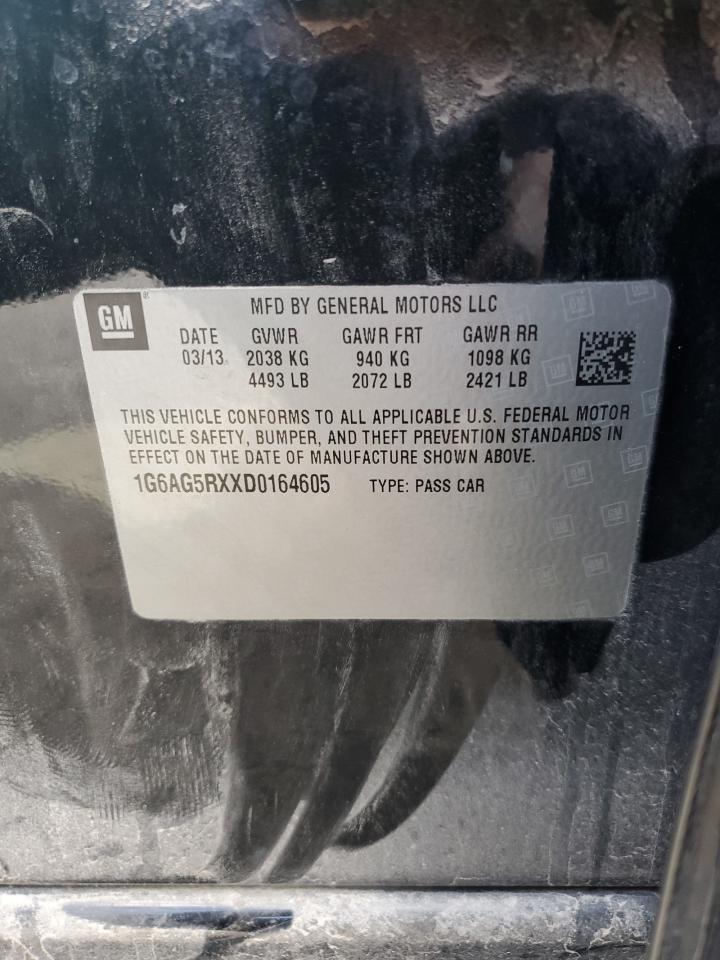 GM
MFD BY GENERAL MOTORS LLC
DATE GVWR GAWR FRT GAWR RR
03/13 2038 KG 940 KG 1098 KG
4493 LB 2072 LB 2421 LB
THIS VEHICLE CONFORMS TO ALL APPLICABLE U.S. FEDERAL MOTOR
VEHICLE SAFETY, BUMPER, AND THEFT PREVENTION STANDARDS IN
EFFECT ON THE DATE OF MANUFACTURE SHOWN ABOVE.
1G6AG5RXXD0164605 TYPE: PASS CAR